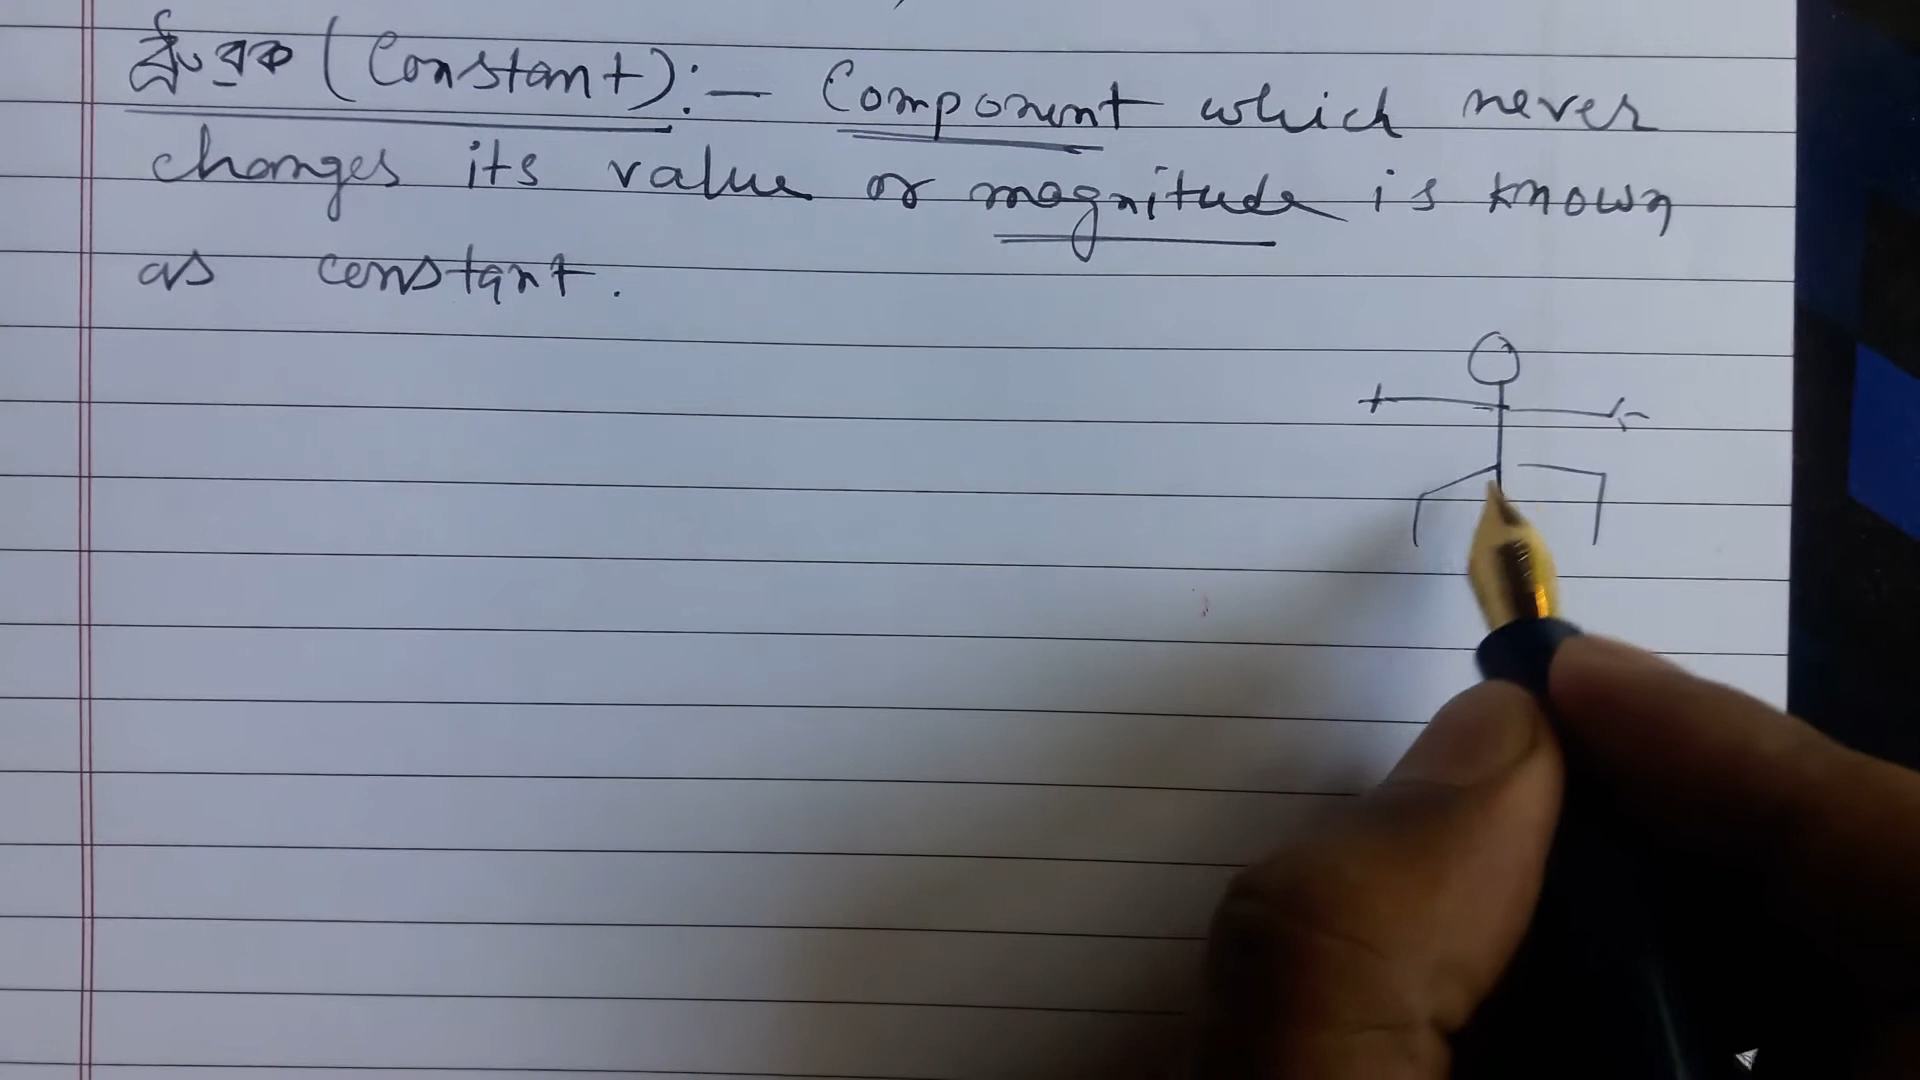 ধ্রুবক (Constant):- Component which never
changes its value or magnitude is known
as constant.